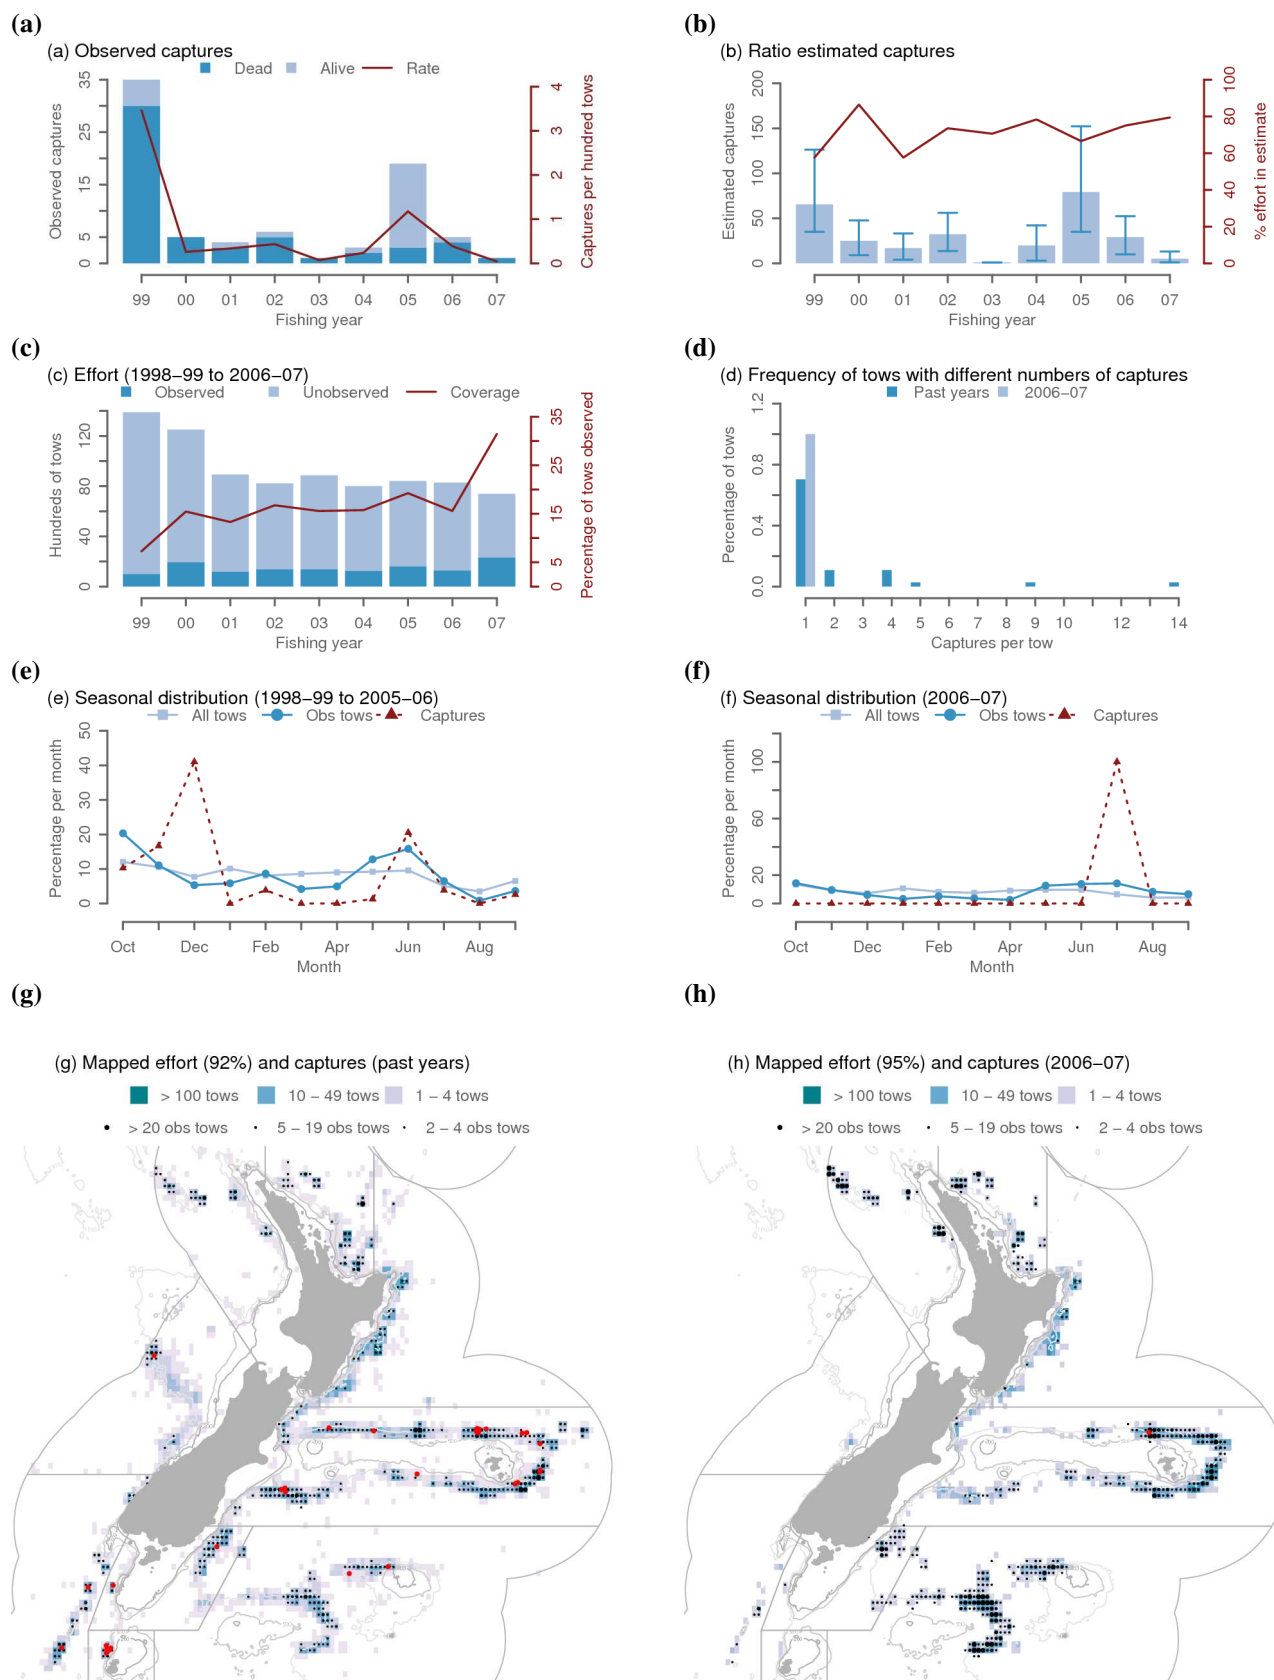 (a)
(a) Observed captures
Dead Alive Rate
Observed captures
0 5 15 25 35
Captures per hundred tows
0 1 2 3 4
99 00 01 02 03 04 05 06 07
Fishing year
(b)
(b) Ratio estimated captures
Estimated captures
0 50 100 150 200
% effort in estimate
0 20 40 60 80 100
99 00 01 02 03 04 05 06 07
Fishing year
(c)
(c) Effort (1998–99 to 2006–07)
Observed Unobserved Coverage
Hundreds of tows
0 40 80 120
Percentage of tows observed
0 5 15 25 35
99 00 01 02 03 04 05 06 07
Fishing year
(d)
(d) Frequency of tows with different numbers of captures
Past years 2006–07
Percentage of tows
0.0 0.4 0.8 1.2
1 2 3 4 5 6 7 8 9 10 12 14
Captures per tow
(e)
(e) Seasonal distribution (1998–99 to 2005–06)
All tows Obs tows Captures
Percentage per month
0 10 20 30 40 50
Oct Dec Feb Apr Jun Aug
Month
(f)
(f) Seasonal distribution (2006–07)
All tows Obs tows Captures
Percentage per month
0 20 60 100
Oct Dec Feb Apr Jun Aug
Month
(g)
(g) Mapped effort (92%) and captures (past years)
> 100 tows 10 – 49 tows 1 – 4 tows
> 20 obs tows 5 – 19 obs tows 2 – 4 obs tows
(h)
(h) Mapped effort (95%) and captures (2006–07)
> 100 tows 10 – 49 tows 1 – 4 tows
> 20 obs tows 5 – 19 obs tows 2 – 4 obs tows